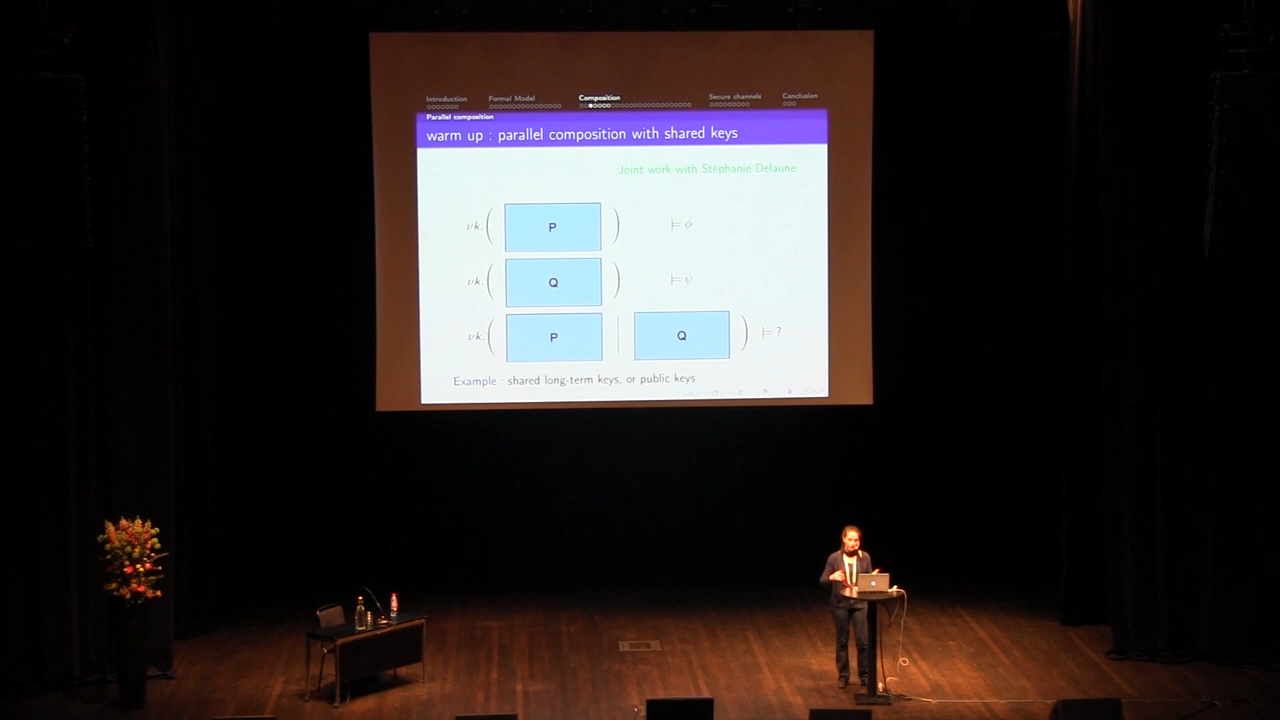 Introduction Formal Model Composition Secure channels Conclusion
Parallel composition
warm up : parallel composition with shared keys
Joint work with Stéphanie Delaune
νk.( P ) ⊨ ϕ
νk.( Q ) ⊨ ψ
νk.( P | Q ) ⊨ ?
Example : shared long-term keys, or public keys